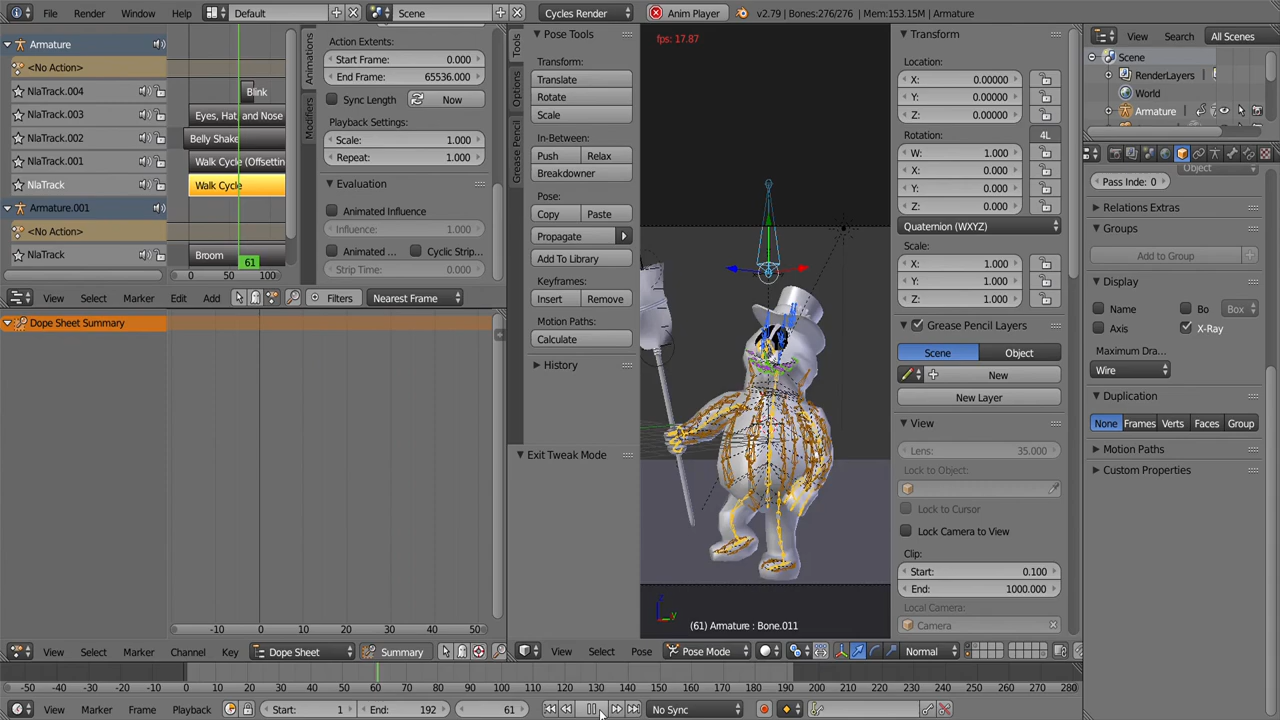 File Render Window Help Default Scene Cycles Render Anim Player v2.79 | Bones:276/276 | Mem:153.15M | Armature
Armature
<No Action>
NlaTrack.004
NlaTrack.003
NlaTrack.002
NlaTrack.001
NlaTrack
Armature.001
<No Action>
NlaTrack
Blink
Eyes, Hat, and Nose
Belly Shake
Walk Cycle (Offsettin
Walk Cycle
Broom
0 50 100
61
Animations
Modifiers
Action Extents:
Start Frame: 0.000
End Frame: 65536.000
Sync Length Now
Playback Settings:
Scale: 1.000
Repeat: 1.000
Evaluation
Animated Influence
Influence: 1.000
Animated ... Cyclic Strip...
Strip Time: 0.000
View Select Marker Edit Add Filters Nearest Frame
Dope Sheet Summary
-10 0 10 20 30 40 50
View Select Marker Channel Key Dope Sheet Summary
Tools
Options
Grease Pencil
Pose Tools
Transform:
Translate
Rotate
Scale
In-Between:
Push Relax
Breakdowner
Pose:
Copy Paste
Propagate
Add To Library
Keyframes:
Insert Remove
Motion Paths:
Calculate
History
Exit Tweak Mode
fps: 17.87
z
y
(61) Armature : Bone.011
View Select Pose Pose Mode Normal
Transform
Location:
X: 0.00000
Y: 0.00000
Z: 0.00000
Rotation: 4L
W: 1.000
X: 0.000
Y: 0.000
Z: 0.000
Quaternion (WXYZ)
Scale:
X: 1.000
Y: 1.000
Z: 1.000
Grease Pencil Layers
Scene Object
New
New Layer
View
Lens: 35.000
Lock to Object:
Lock to Cursor
Lock Camera to View
Clip:
Start: 0.100
End: 1000.000
Local Camera:
Camera
View Search All Scenes
Scene
RenderLayers
World
Armature
Object
Pass Inde: 0
Relations Extras
Groups
Add to Group
Display
Name Bo Box
Axis X-Ray
Maximum Dra...
Wire
Duplication
None Frames Verts Faces Group
Motion Paths
Custom Properties
-50 -40 -30 -20 -10 0 10 20 30 40 50 60 70 80 90 100 110 120 130 140 150 160 170 180 190 200 210 220 230 240 250 260 270 280
View Marker Frame Playback Start: 1 End: 192 61 No Sync